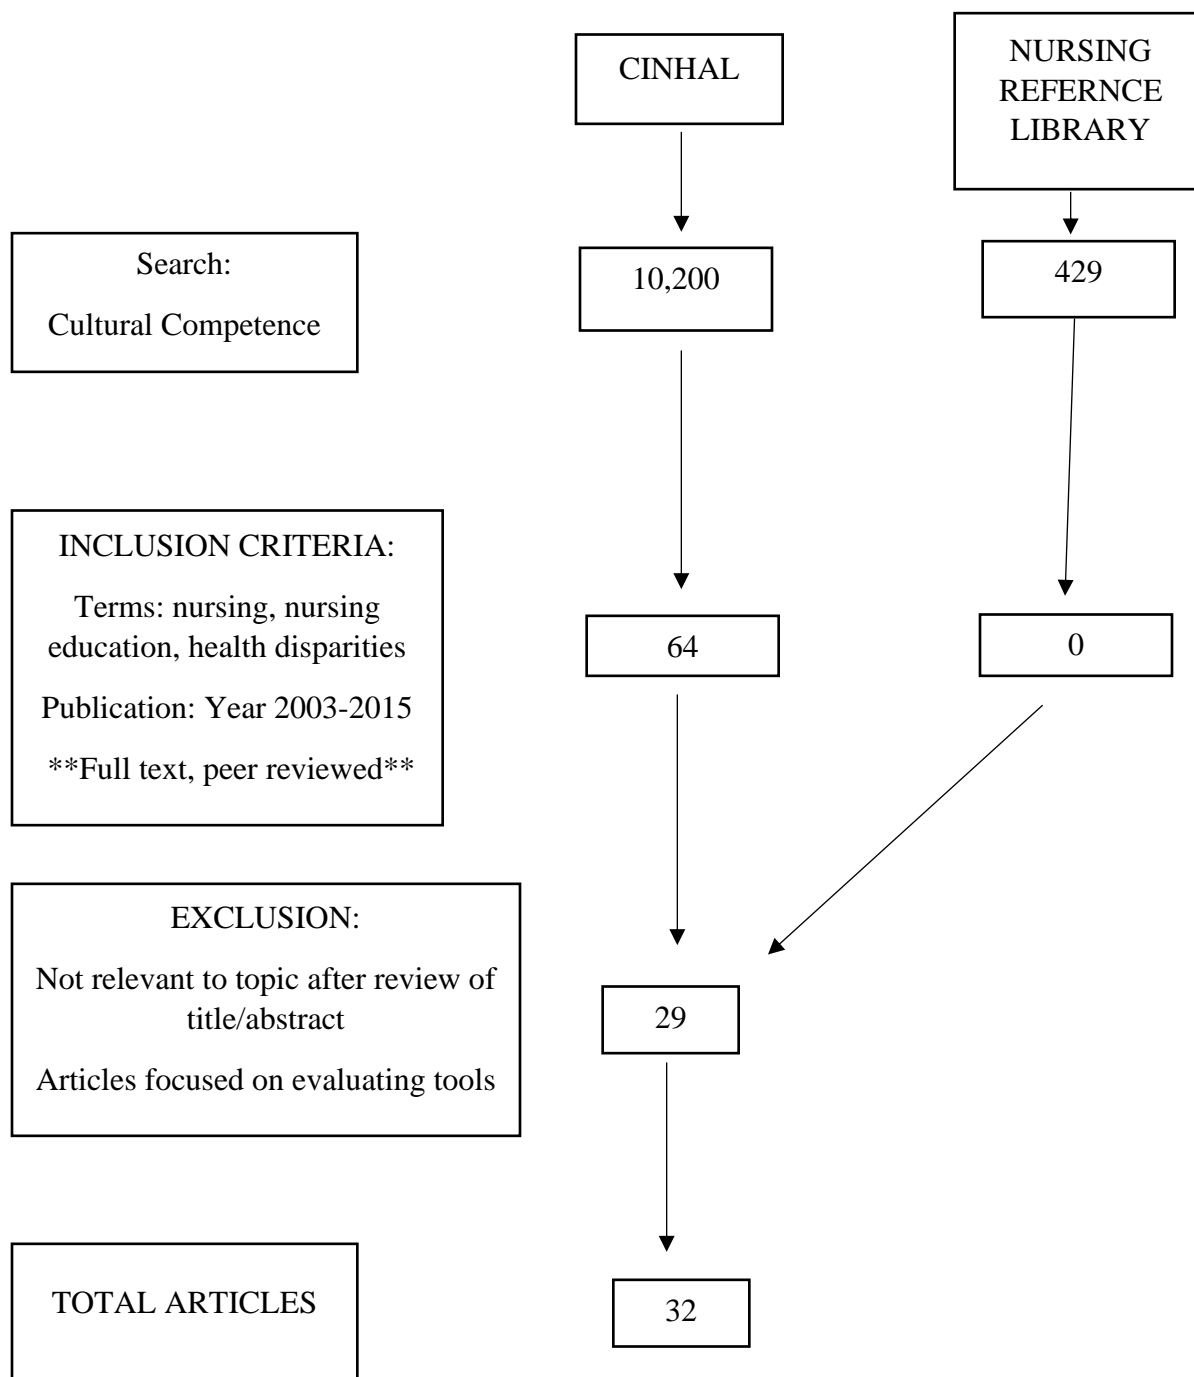 CINHAL
NURSING
REFERNCE
LIBRARY
Search:
Cultural Competence
10,200
429
INCLUSION CRITERIA:
Terms: nursing, nursing
education, health disparities
Publication: Year 2003-2015
**Full text, peer reviewed**
64
0
EXCLUSION:
Not relevant to topic after review of
title/abstract
Articles focused on evaluating tools
29
TOTAL ARTICLES
32